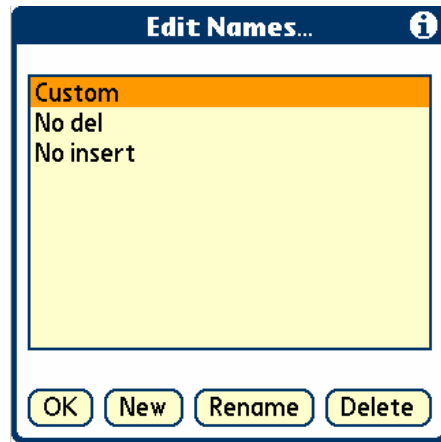 Edit Names...
i
Custom
No del
No insert
OK New Rename Delete